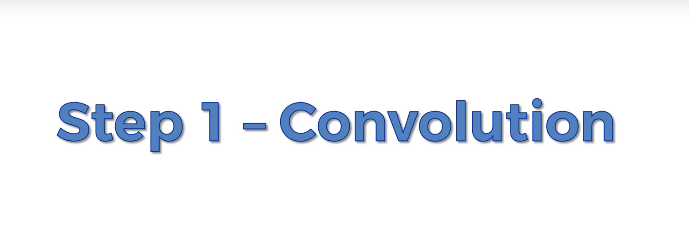 Step 1 – Convolution